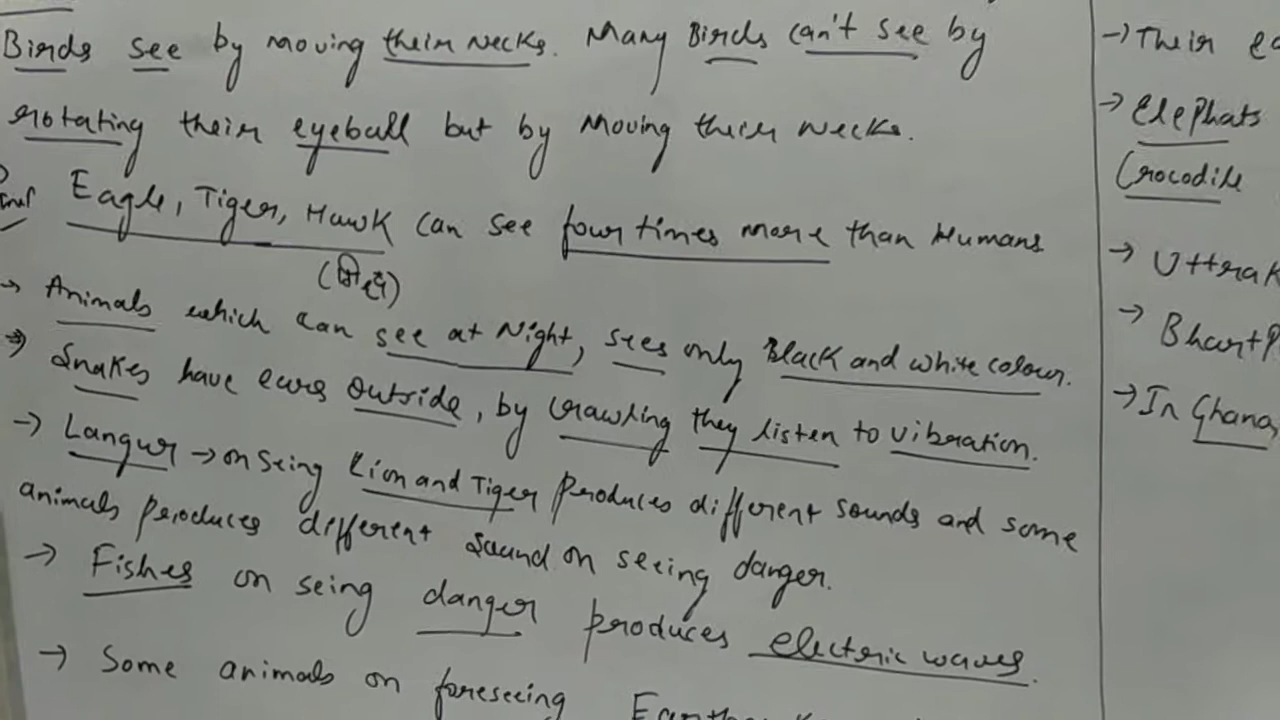 Birds see by moving their necks. Many Birds can't see by
rotating their eyeball but by moving their necks.
Eagle, Tiger, Hawk can see four times more than Humans
→ Animals which can see at Night, sees only Black and white colour.
→ Snakes have ears outside, by crawling they listen to vibration.
→ Langur → on seing Lion and Tiger produces different sounds and some
animals produces different sound on seeing danger.
→ Fishes on seing danger produces electric waves.
→ Some animals on foreseeing
→ Their
→ Elephats
Crocodile
→ Uttrak
→ Bhartp
→ In Ghana,